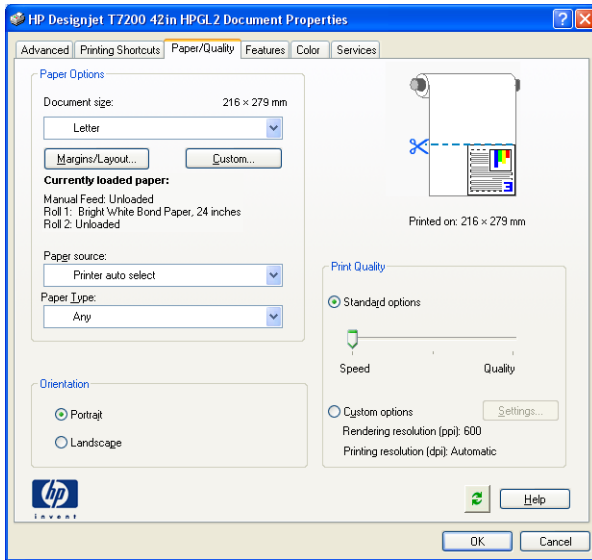 HP Designjet T7200 42in HPGL2 Document Properties
Advanced
Printing Shortcuts
Paper/Quality
Features
Color
Services
Paper Options
Document size:
216 × 279 mm
Letter
Margins/Layout...
Custom...
Currently loaded paper:
Manual Feed: Unloaded
Roll 1: Bright White Bond Paper, 24 inches
Roll 2: Unloaded
Paper source:
Printer auto select
Paper Type:
Any
3
Printed on: 216 × 279 mm
Print Quality
Standard options
Speed
Quality
Custom options
Settings...
Rendering resolution (ppi): 600
Printing resolution (dpi): Automatic
Orientation
Portrait
Landscape
hp
invent
Help
OK
Cancel